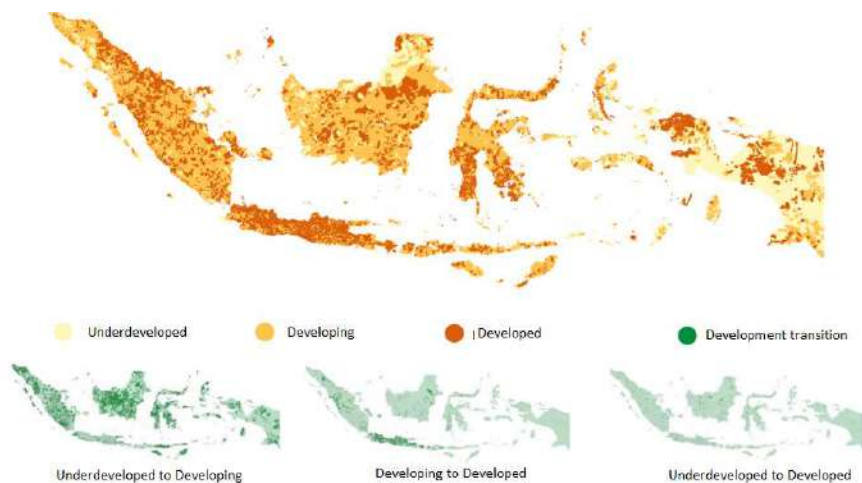 Underdeveloped
Developing
Developed
Development transition
Underdeveloped to Developing
Developing to Developed
Underdeveloped to Developed